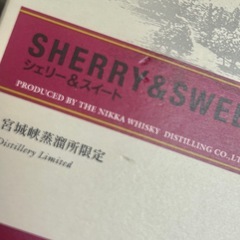 SHERRY&SWE
シェリー&スイート
PRODUCED BY THE NIKKA WHISKY DISTILLING CO., LT
宮城峡蒸溜所限定
Distillery Limited